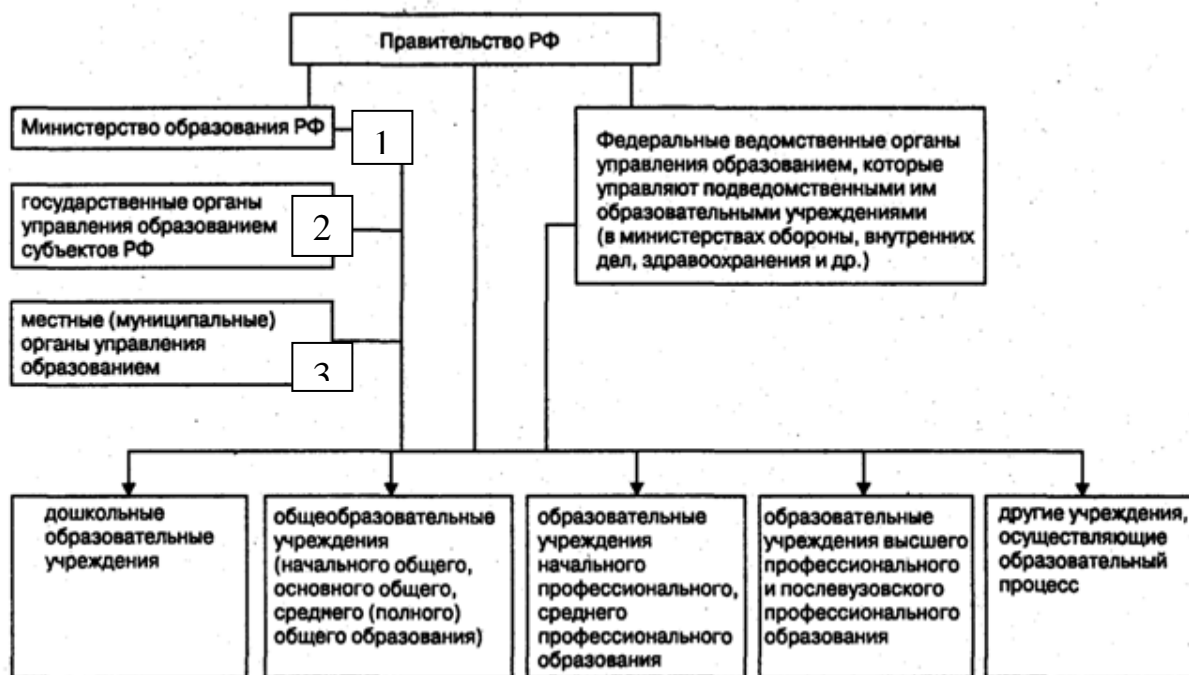 Правительство РФ
Министерство образования РФ
1
государственные органы
управления образованием
субъектов РФ
2
местные (муниципальные)
органы управления
образованием
3
Федеральные ведомственные органы
управления образованием, которые
управляют подведомственными им
образовательными учреждениями
(в министерствах обороны, внутренних
дел, здравоохранения и др.)
дошкольные
образовательные
учреждения
общеобразовательные
учреждения
(начального общего,
основного общего,
среднего (полного)
общего образования)
образовательные
учреждения
начального
профессионального,
среднего
профессионального
образования
образовательные
учреждения высшего
профессионального
и послевузовского
профессионального
образования
другие учреждения,
осуществляющие
образовательный
процесс